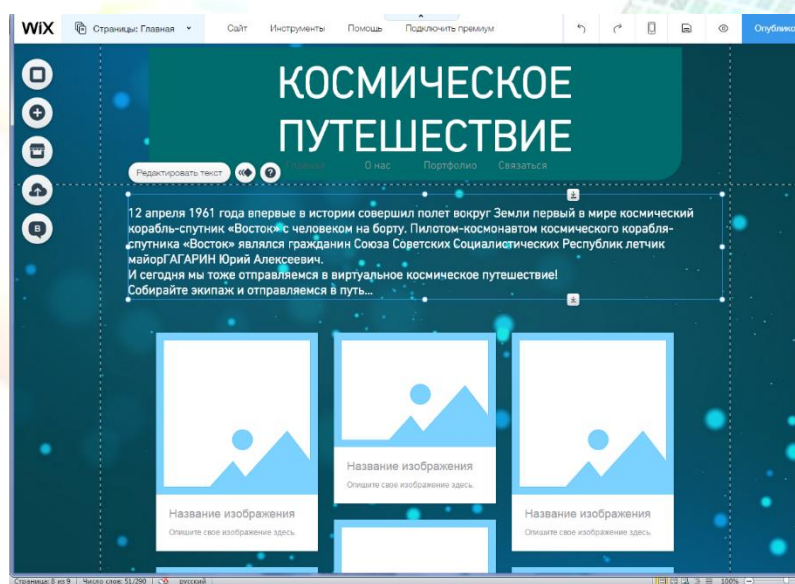 WiX Страницы: Главная Сайт Инструменты Помощь Подключить премиум Опублико
КОСМИЧЕСКОЕ
ПУТЕШЕСТВИЕ
Главная О нас Портфолио Связаться
Редактировать текст ?
12 апреля 1961 года впервые в истории совершил полет вокруг Земли первый в мире космический
корабль-спутник «Восток» с человеком на борту. Пилотом-космонавтом космического корабля-
спутника «Восток» являлся гражданин Союза Советских Социалистических Республик летчик
майорГАГАРИН Юрий Алексеевич.
И сегодня мы тоже отправляемся в виртуальное космическое путешествие!
Собирайте экипаж и отправляемся в путь...
B
Название изображения
Опишите свое изображение здесь.
Название изображения
Опишите свое изображение здесь.
Название изображения
Опишите свое изображение здесь.
Страница: 8 из 9 Число слов: 51/290 русский 100%